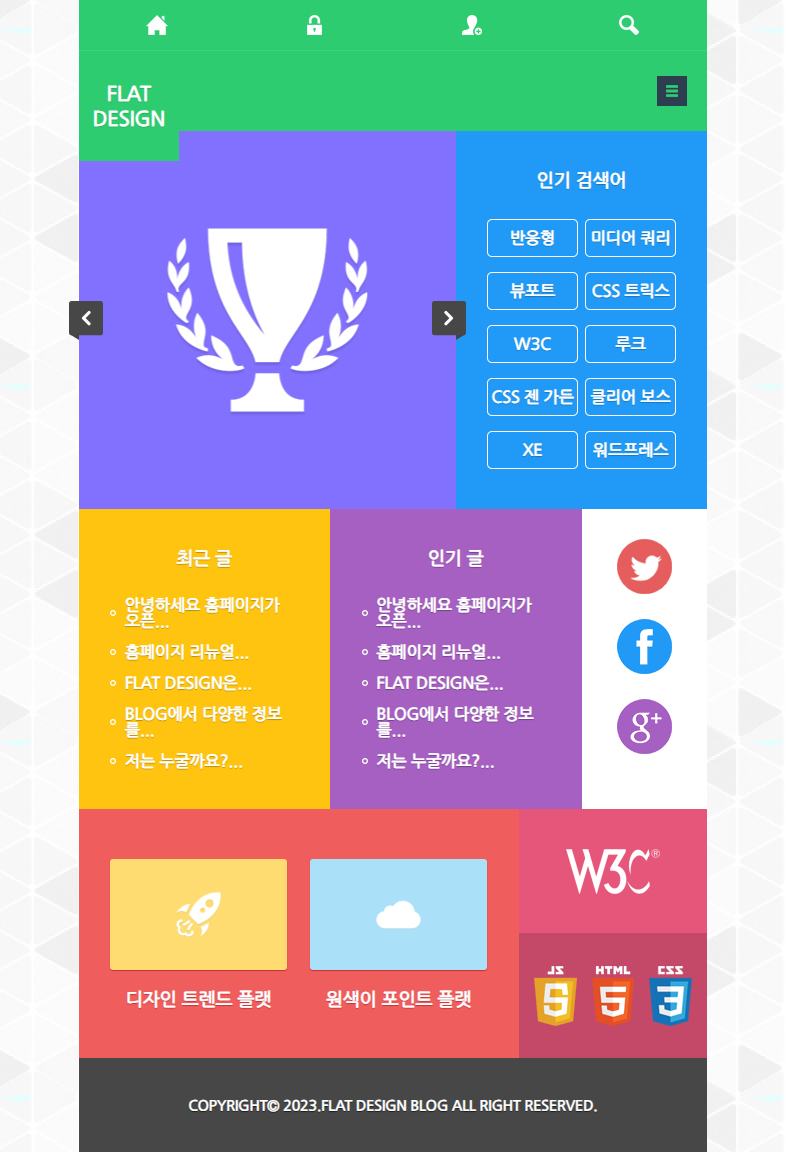 FLAT
DESIGN
인기 검색어
반응형
미디어 쿼리
뷰포트
CSS 트릭스
W3C
루크
CSS 젠 가든
클리어 보스
XE
워드프레스
최근 글
안녕하세요 홈페이지가
오픈...
홈페이지 리뉴얼...
FLAT DESIGN은...
BLOG에서 다양한 정보
를...
저는 누굴까요?...
인기 글
안녕하세요 홈페이지가
오픈...
홈페이지 리뉴얼...
FLAT DESIGN은...
BLOG에서 다양한 정보
를...
저는 누굴까요?...
g+
W3C®
디자인 트렌드 플랫
원색이 포인트 플랫
JS
HTML
CSS
5
5
3
COPYRIGHT© 2023.FLAT DESIGN BLOG ALL RIGHT RESERVED.